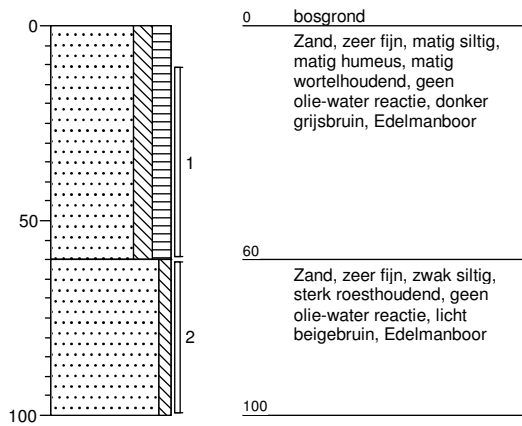 0
50
100
1
2
0 bosgrond
Zand, zeer fijn, matig siltig,
matig humeus, matig
wortelhoudend, geen
olie-water reactie, donker
grijsbruin, Edelmanboor
60
Zand, zeer fijn, zwak siltig,
sterk roesthoudend, geen
olie-water reactie, licht
beigebruin, Edelmanboor
100